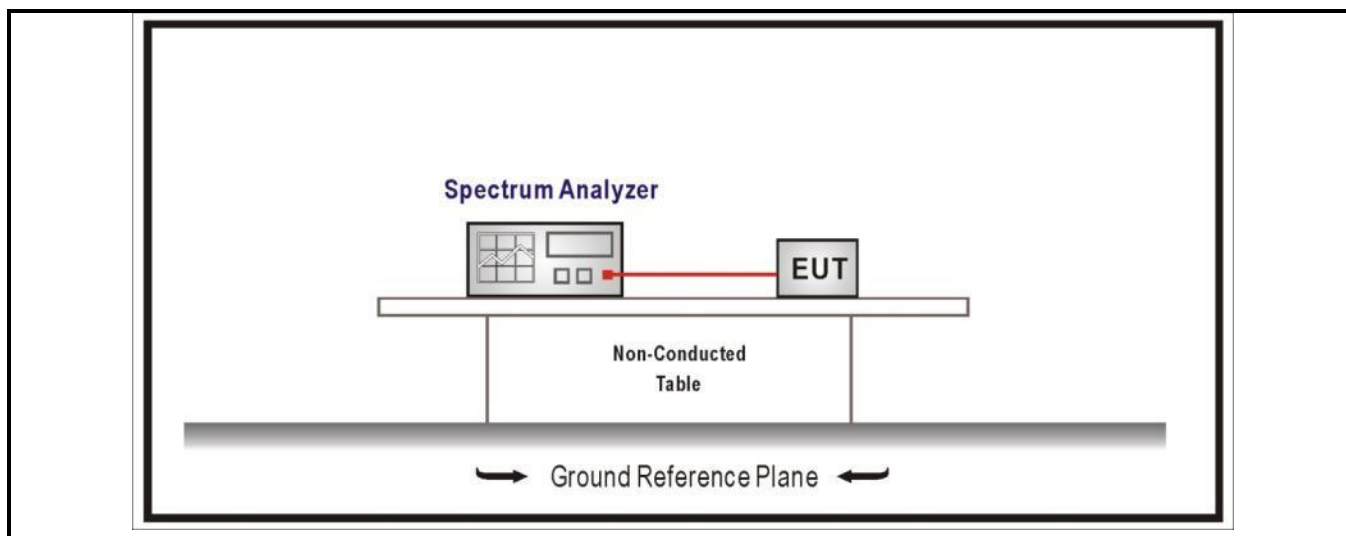 Spectrum Analyzer
EUT
Non-Conducted
Table
Ground Reference Plane